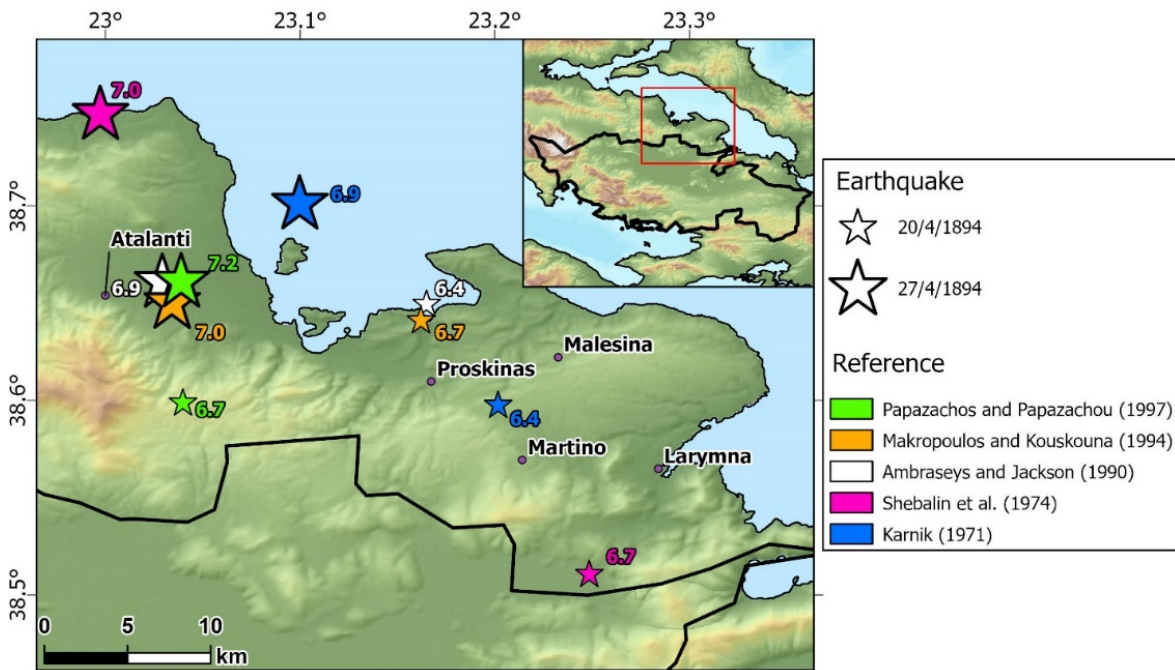 23°
23.1°
23.2°
23.3°
38.7°
38.6°
38.5°
7.0
6.9
Atalanti
7.2
6.9
7.0
6.4
6.7
Malesina
Proskinas
6.7
6.4
Martino
Larymna
6.7
0 5 10
km
Earthquake
20/4/1894
27/4/1894
Reference
Papazachos and Papazachou (1997)
Makropoulos and Kouskouna (1994)
Ambraseys and Jackson (1990)
Shebalin et al. (1974)
Karnik (1971)